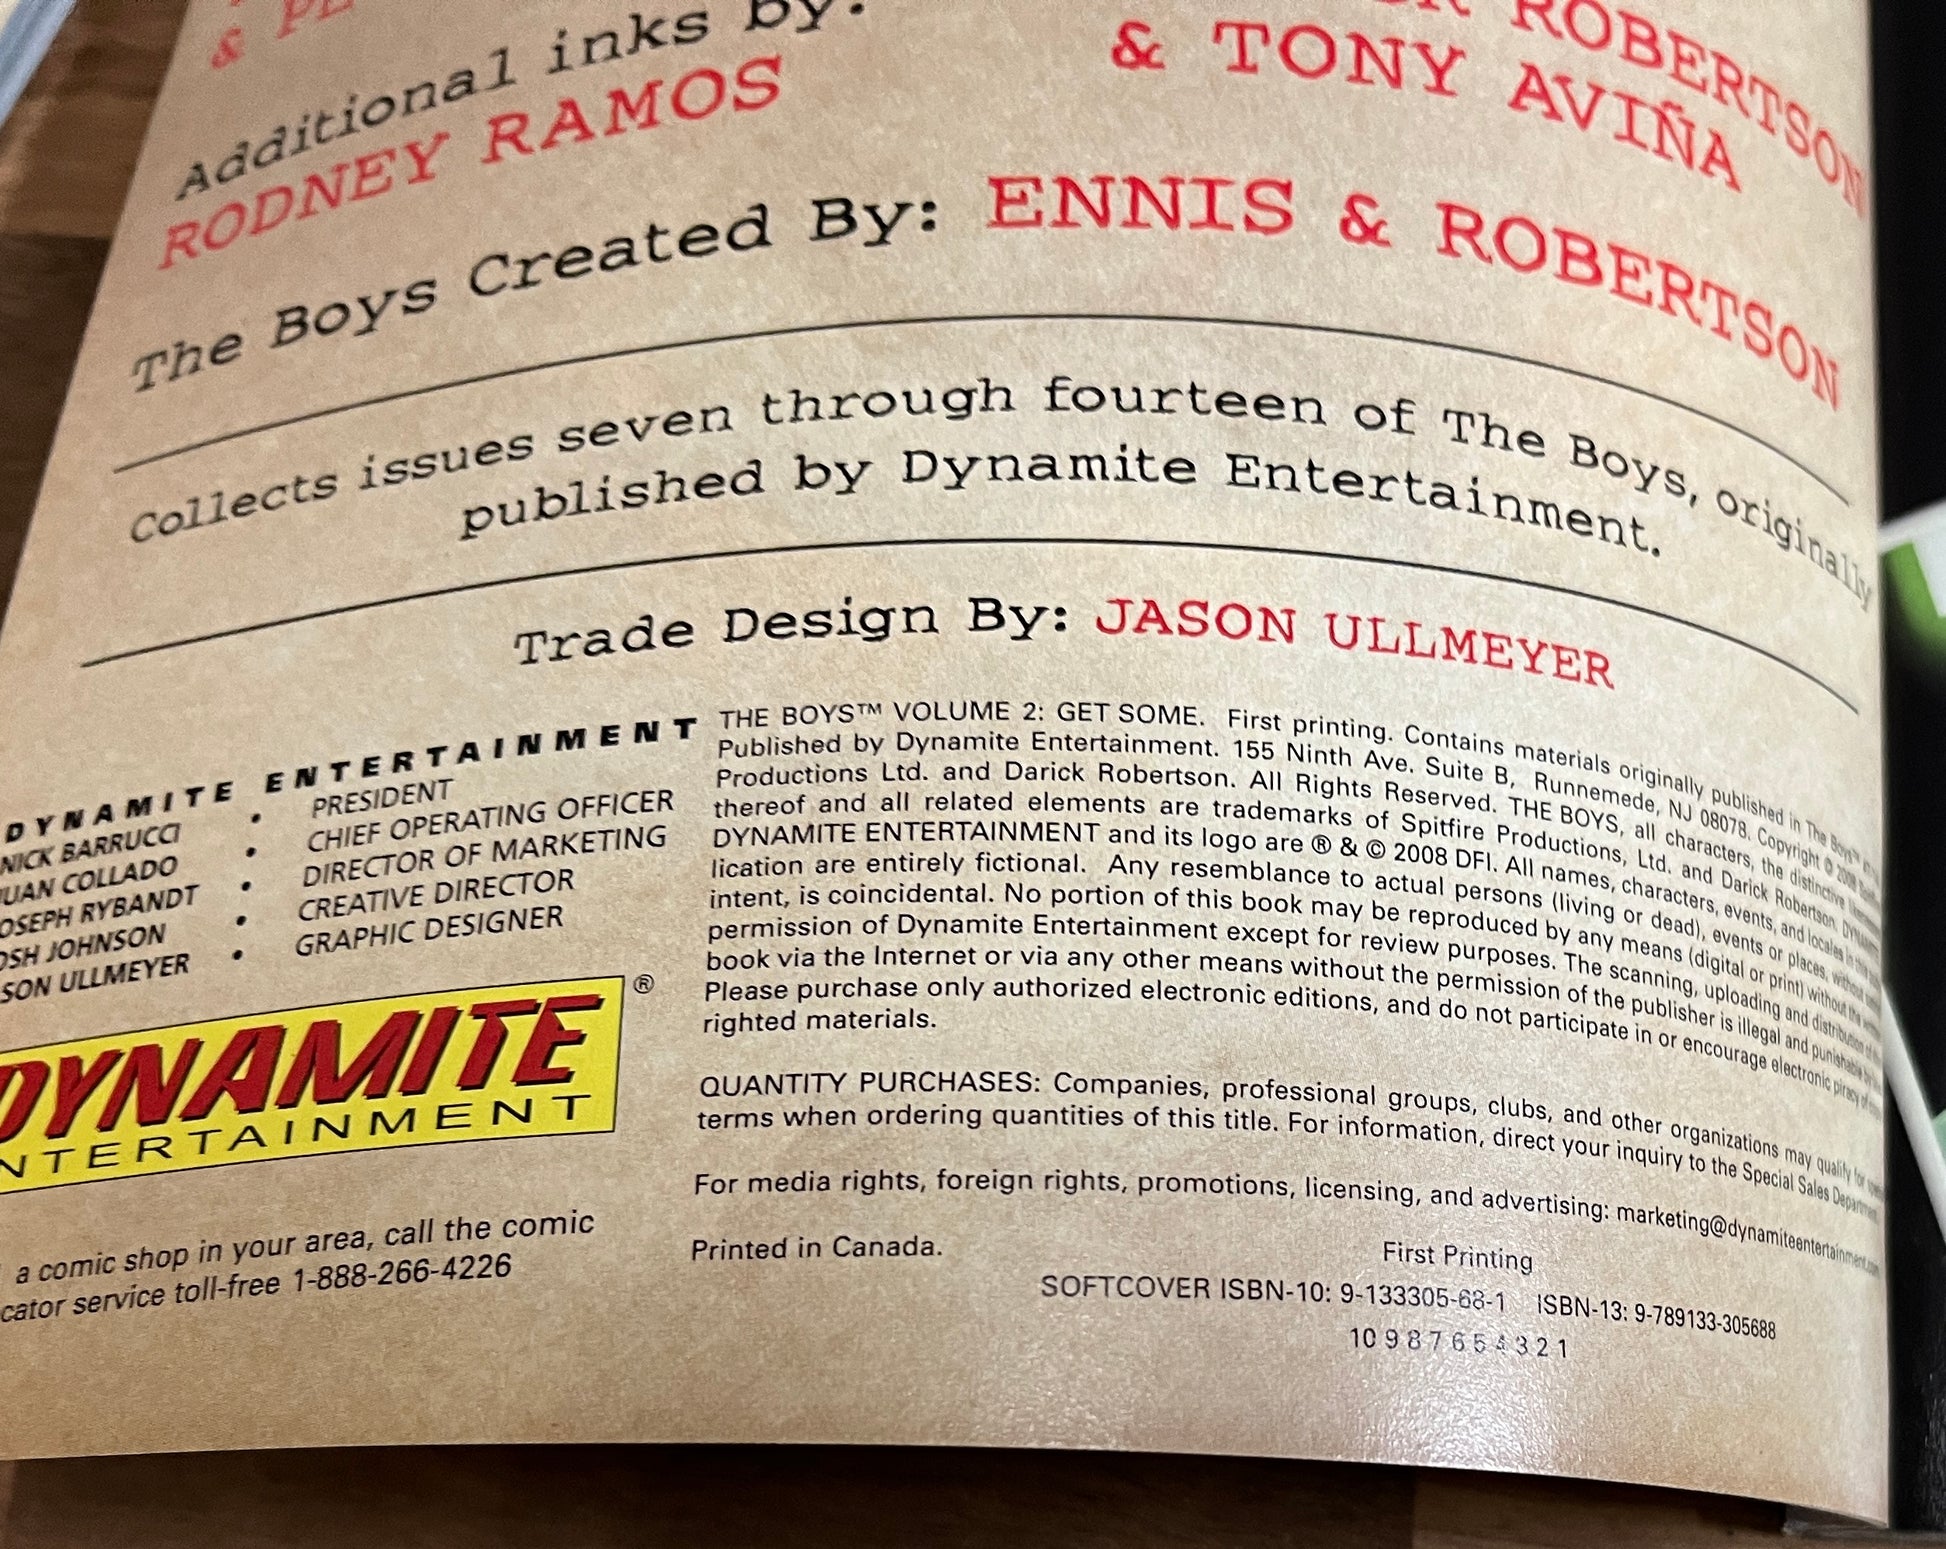 Additional inks by:
RODNEY RAMOS
ROBERTSON
& TONY AVIÑA
The Boys Created By: ENNIS & ROBERTSON
Collects issues seven through fourteen of The Boys, originally
published by Dynamite Entertainment.
Trade Design By: JASON ULLMEYER
DYNAMITE ENTERTAINMENT
NICK BARRUCCI • PRESIDENT
JUAN COLLADO • CHIEF OPERATING OFFICER
JOSEPH RYBANDT • DIRECTOR OF MARKETING
OSH JOHNSON • CREATIVE DIRECTOR
SON ULLMEYER • GRAPHIC DESIGNER
DYNAMITE ®
NTERTAINMENT
a comic shop in your area, call the comic
cator service toll-free 1-888-266-4226
THE BOYS™ VOLUME 2: GET SOME. First printing. Contains materials originally published in The Boys™
Published by Dynamite Entertainment. 155 Ninth Ave. Suite B, Runnemede, NJ 08078. Copyright © 2008
Productions Ltd. and Darick Robertson. All Rights Reserved. THE BOYS, all characters, the distinctive
thereof and all related elements are trademarks of Spitfire Productions, Ltd. and Darick Robertson.
DYNAMITE ENTERTAINMENT and its logo are ® & © 2008 DFI. All names, characters, events, and locales in this
lication are entirely fictional. Any resemblance to actual persons (living or dead), events or places, without
intent, is coincidental. No portion of this book may be reproduced by any means (digital or print) without the
permission of Dynamite Entertainment except for review purposes. The scanning, uploading and distribution of
book via the Internet or via any other means without the permission of the publisher is illegal and punishable by
Please purchase only authorized electronic editions, and do not participate in or encourage electronic piracy of
righted materials.
QUANTITY PURCHASES: Companies, professional groups, clubs, and other organizations may qualify for
terms when ordering quantities of this title. For information, direct your inquiry to the Special Sales Department.
For media rights, foreign rights, promotions, licensing, and advertising: marketing@dynamiteentertainment.com
Printed in Canada.
First Printing
SOFTCOVER ISBN-10: 9-133305-68-1 ISBN-13: 9-789133-305688
10 9 8 7 6 5 4 3 2 1